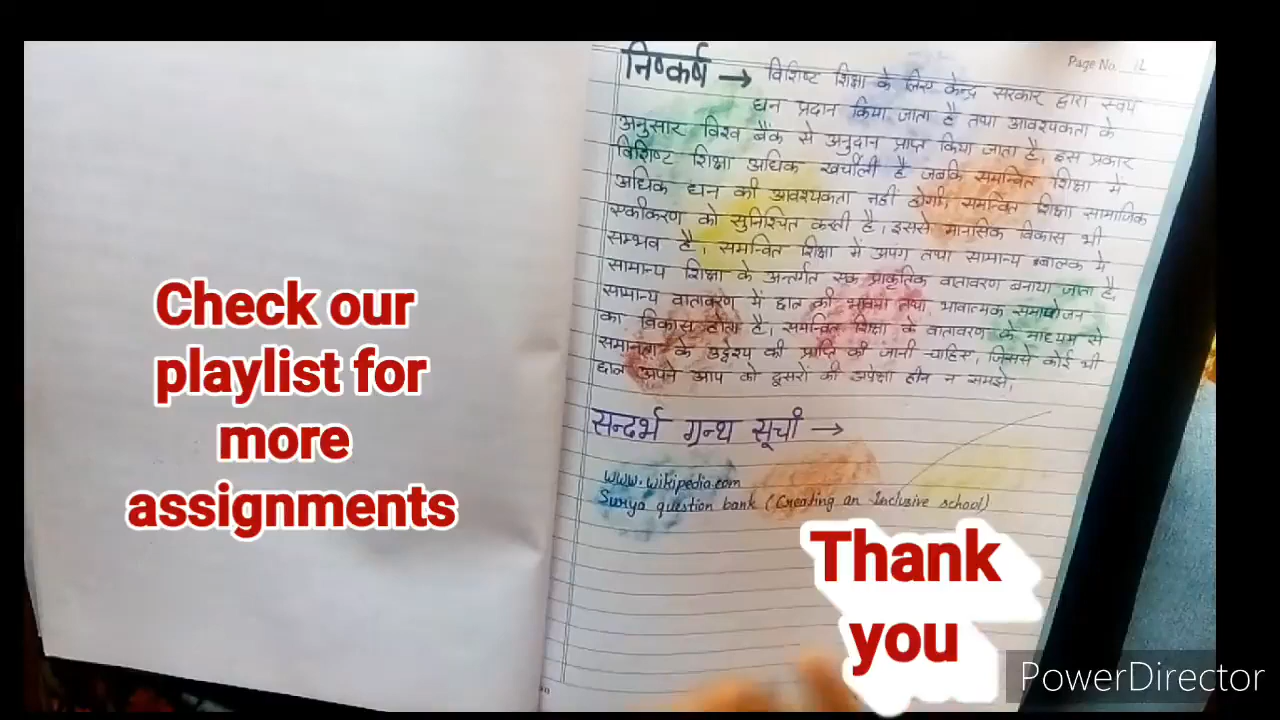 Check our
playlist for
more
assignments
Page No. 12
निष्कर्ष → विशिष्ट शिक्षा के लिए केन्द्र सरकार द्वारा स्वयं
धन प्रदान किया जाता है तथा आवश्यकता के
अनुसार विश्व बैंक से अनुदान प्राप्त किया जाता है, इस प्रकार
विशिष्ट शिक्षा अधिक खर्चीली है जबकि समन्वित शिक्षा में
अधिक धन की आवश्यकता नहीं होगी। समन्वित शिक्षा सामाजिक
एकीकरण को सुनिश्चित करती है। इससे मानसिक विकास भी
सम्भव है। समन्वित शिक्षा में अपंग तथा सामान्य बालक में
सामान्य शिक्षा के अन्तर्गत एक प्राकृतिक वातावरण बनाया जाता है,
सामान्य वातावरण में छात्र की भावना तथा भावात्मक समायोजन
का विकास होता है। समन्वित शिक्षा के वातावरण के माध्यम से
समानता के उद्देश्य की प्राप्ति की जानी चाहिए, जिससे कोई भी
छात्र अपने आप को दूसरों की अपेक्षा हीन न समझे।
सन्दर्भ ग्रन्थ सूची →
www.wikipedia.com
Surya question bank (Creating an Inclusive school)
Thank
you
PowerDirector